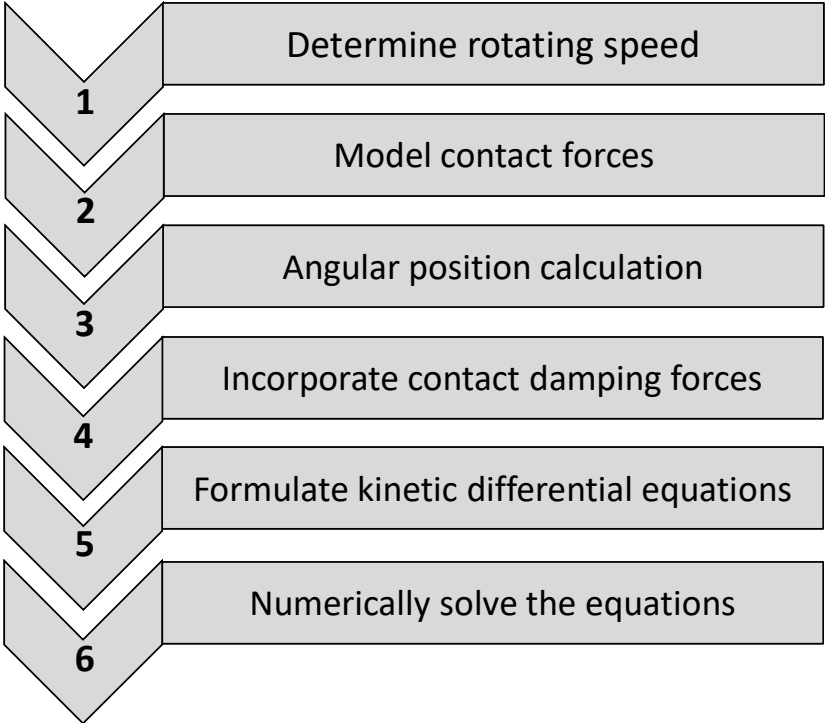 1
Determine rotating speed
2
Model contact forces
3
Angular position calculation
4
Incorporate contact damping forces
5
Formulate kinetic differential equations
6
Numerically solve the equations